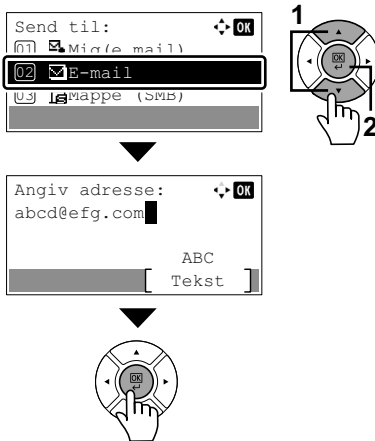 Send til: OK
01 Mig(e mail)
02 E-mail
03 Mappe (SMB)
1
OK
2
Angiv adresse: OK
abcd@efg.com
ABC
[ Tekst ]
OK